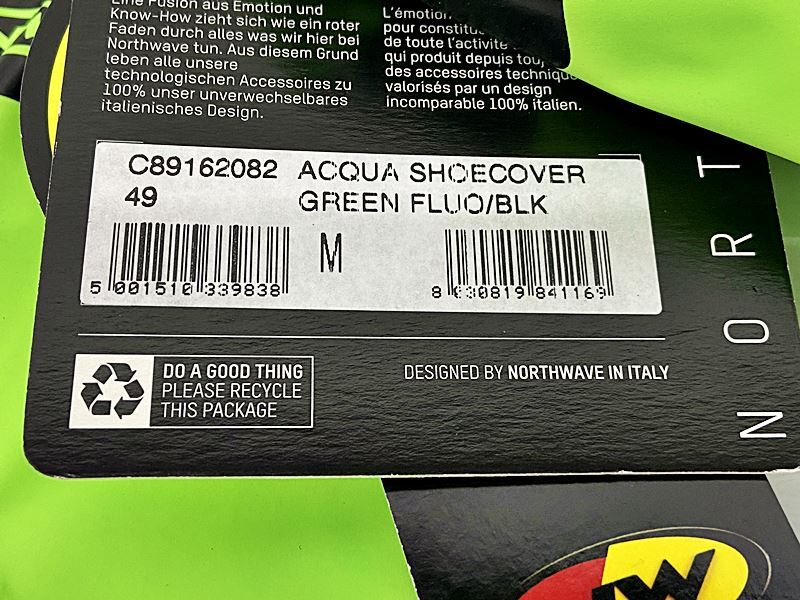 Eine Fusion aus Emotion und
Know-How zieht sich wie ein roter
Faden durch alles was wir hier bei
Northwave tun. Aus diesem Grund
leben alle unsere
technologischen Accessoires zu
100% unser unverwechselbares
italienisches Design.
L'émotion
pour
de toute l'activité
qui produit depuis
des accessoires
valorisés par un design
incomparable 100% italien.
C89162082 ACQUA SHOECOVER
49 GREEN FLUO/BLK
M
5 001510 339838
8 030819 841169
DO A GOOD THING
PLEASE RECYCLE
THIS PACKAGE
DESIGNED BY NORTHWAVE IN ITALY
NORT